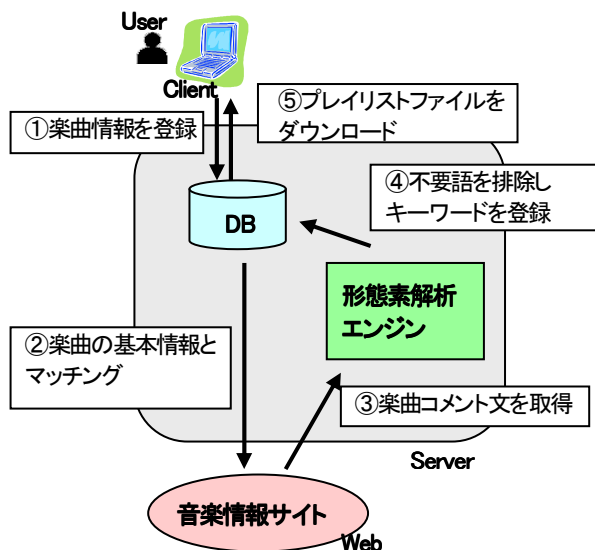 User
Client
①楽曲情報を登録
⑤プレイリストファイルを
ダウンロード
④不要語を排除し
キーワードを登録
DB
形態素解析
エンジン
②楽曲の基本情報と
マッチング
③楽曲コメント文を取得
Server
音楽情報サイト
Web